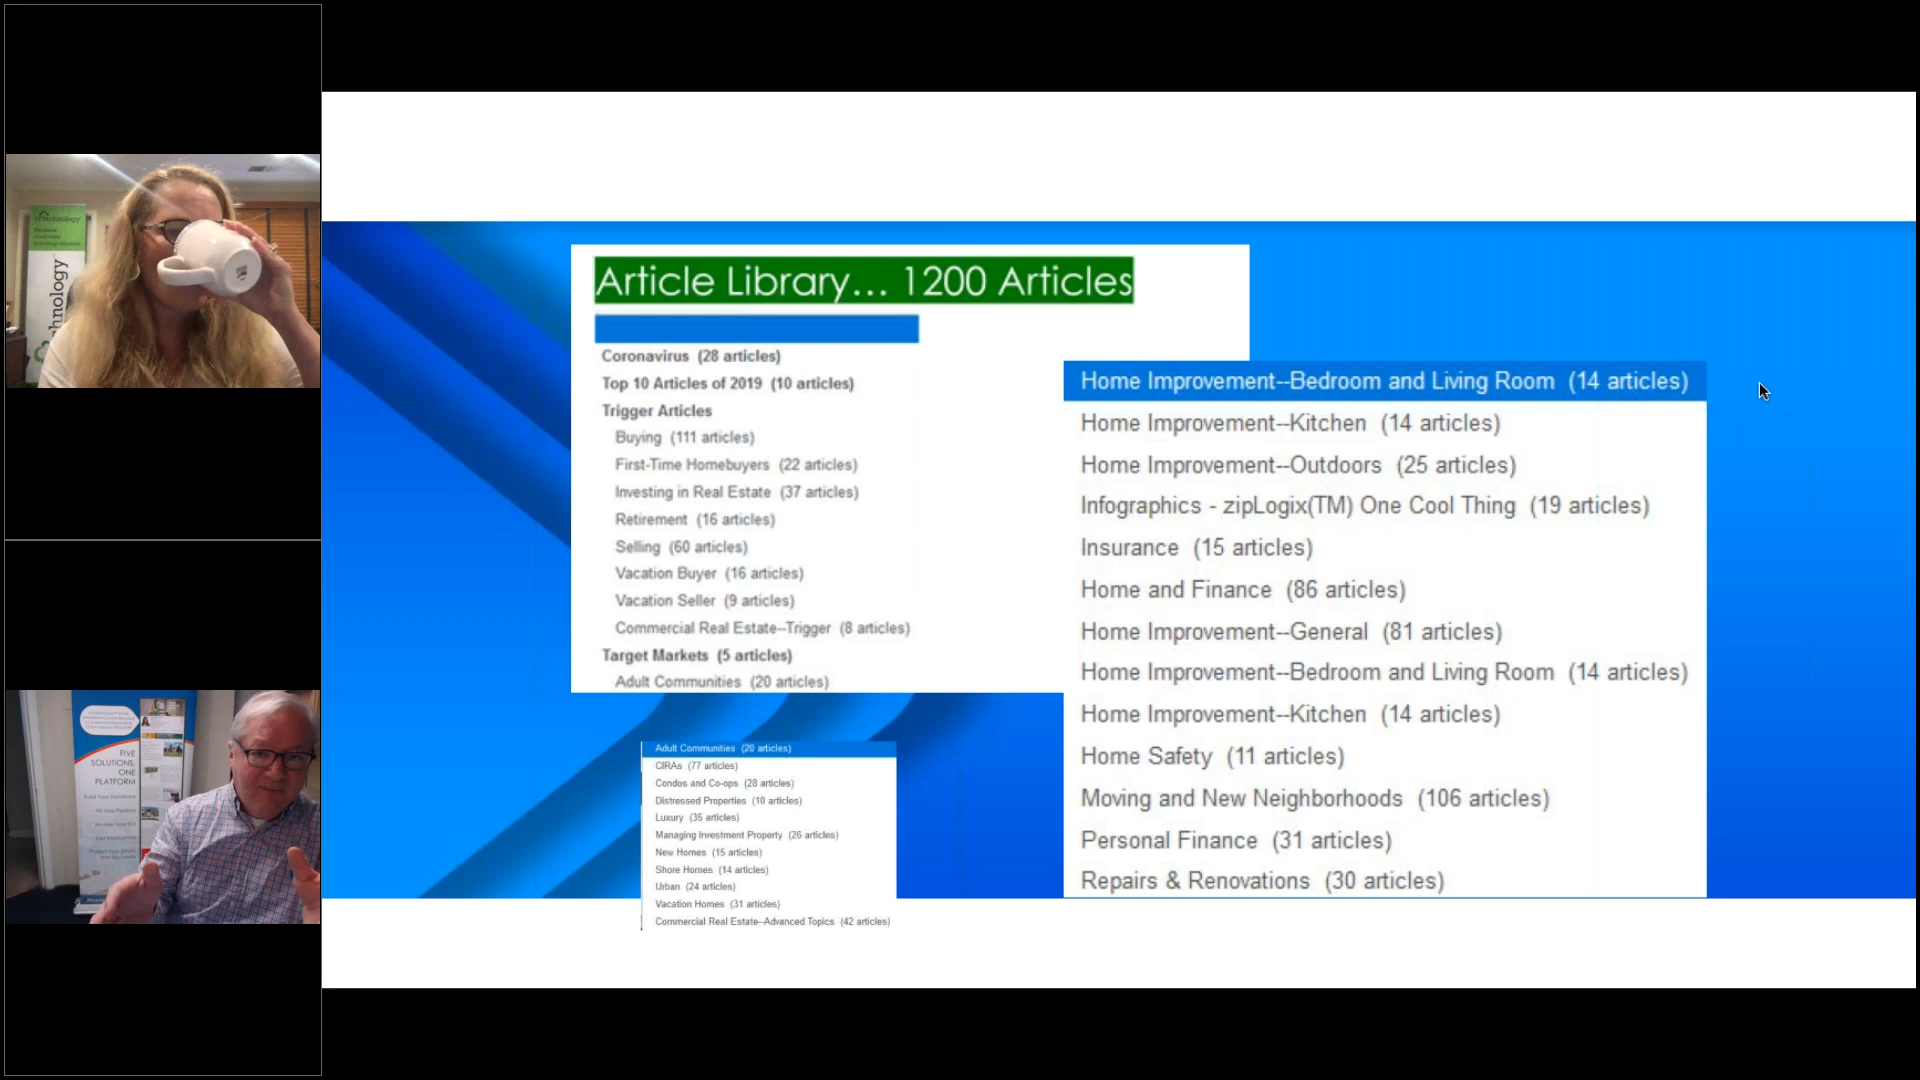 technology
FIVE
SOLUTIONS,
ONE
PLATFORM
Article Library... 1200 Articles
Coronavirus (28 articles)
Top 10 Articles of 2019 (10 articles)
Trigger Articles
Buying (111 articles)
First-Time Homebuyers (22 articles)
Investing in Real Estate (37 articles)
Retirement (16 articles)
Selling (60 articles)
Vacation Buyer (16 articles)
Vacation Seller (9 articles)
Commercial Real Estate--Trigger (8 articles)
Target Markets (5 articles)
Adult Communities (20 articles)
Adult Communities (20 articles)
CIRAs (77 articles)
Condos and Co-ops (28 articles)
Distressed Properties (10 articles)
Luxury (35 articles)
Managing Investment Property (26 articles)
New Homes (15 articles)
Shore Homes (14 articles)
Urban (24 articles)
Vacation Homes (31 articles)
Commercial Real Estate--Advanced Topics (42 articles)
Home Improvement--Bedroom and Living Room (14 articles)
Home Improvement--Kitchen (14 articles)
Home Improvement--Outdoors (25 articles)
Infographics - zipLogix(TM) One Cool Thing (19 articles)
Insurance (15 articles)
Home and Finance (86 articles)
Home Improvement--General (81 articles)
Home Improvement--Bedroom and Living Room (14 articles)
Home Improvement--Kitchen (14 articles)
Home Safety (11 articles)
Moving and New Neighborhoods (106 articles)
Personal Finance (31 articles)
Repairs & Renovations (30 articles)